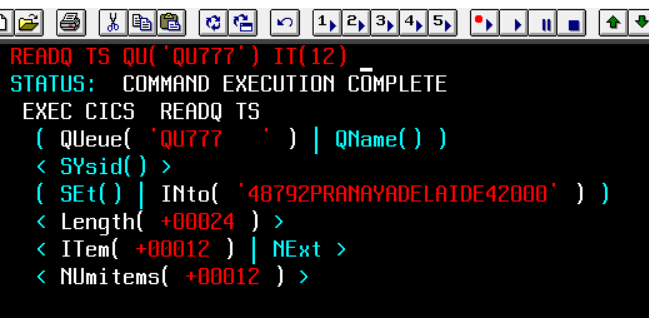 1 2 3 4 5
READQ TS QU('QU777') IT(12) _
STATUS:  COMMAND EXECUTION COMPLETE
EXEC CICS  READQ TS
( QUeue( 'QU777   ' ) | QName() )
< SYsid() >
( SEt() | INto( '48792PRANAYADELAIDE42000' ) )
< Length( +00024 ) >
< ITem( +00012 ) | NExt >
< NUmitems( +00012 ) >